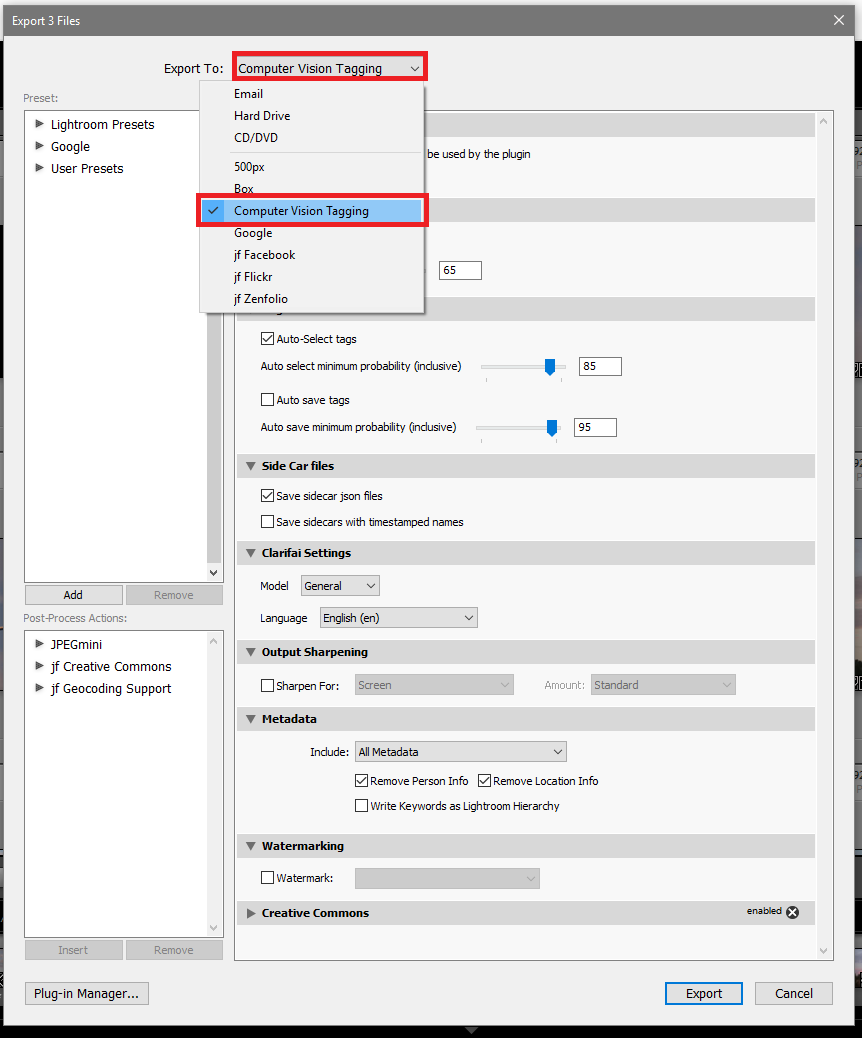 Export 3 Files
Export To: Computer Vision Tagging
Preset:
Email
Hard Drive
CD/DVD
500px
Box
Computer Vision Tagging
Google
jf Facebook
jf Flickr
jf Zenfolio
Lightroom Presets
Google
User Presets
be used by the plugin
65
Auto-Select tags
Auto select minimum probability (inclusive) 85
Auto save tags
Auto save minimum probability (inclusive) 95
Side Car files
Save sidecar json files
Save sidecars with timestamped names
Clarifai Settings
Model General
Language English (en)
Output Sharpening
Sharpen For: Screen Amount: Standard
Metadata
Include: All Metadata
Remove Person Info Remove Location Info
Write Keywords as Lightroom Hierarchy
Watermarking
Watermark:
Creative Commons enabled
Add Remove
Post-Process Actions:
JPEGmini
jf Creative Commons
jf Geocoding Support
Insert Remove
Plug-in Manager... Export Cancel